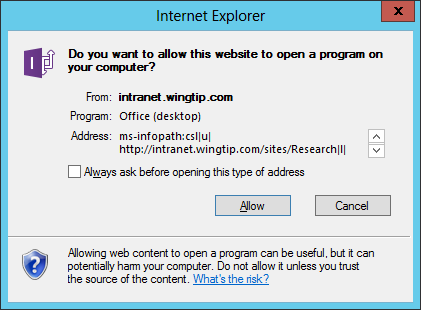 Internet Explorer
x
Do you want to allow this website to open a program on
your computer?
From: intranet.wingtip.com
Program: Office (desktop)
Address: ms-infopath:csl|u|
http://intranet.wingtip.com/sites/Research|l|
Always ask before opening this type of address
Allow Cancel
Allowing web content to open a program can be useful, but it can
potentially harm your computer. Do not allow it unless you trust
the source of the content. What's the risk?